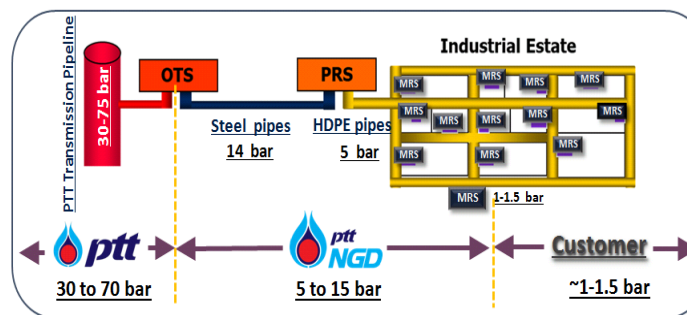 PTT Transmission Pipeline
30-75 bar
OTS
PRS
Steel pipes
14 bar
HDPE pipes
5 bar
Industrial Estate
MRS
MRS
MRS
MRS
MRS
MRS
MRS
MRS
MRS
MRS
MRS
MRS
MRS
1-1.5 bar
ptt
30 to 70 bar
ptt
NGD
5 to 15 bar
Customer
~1-1.5 bar